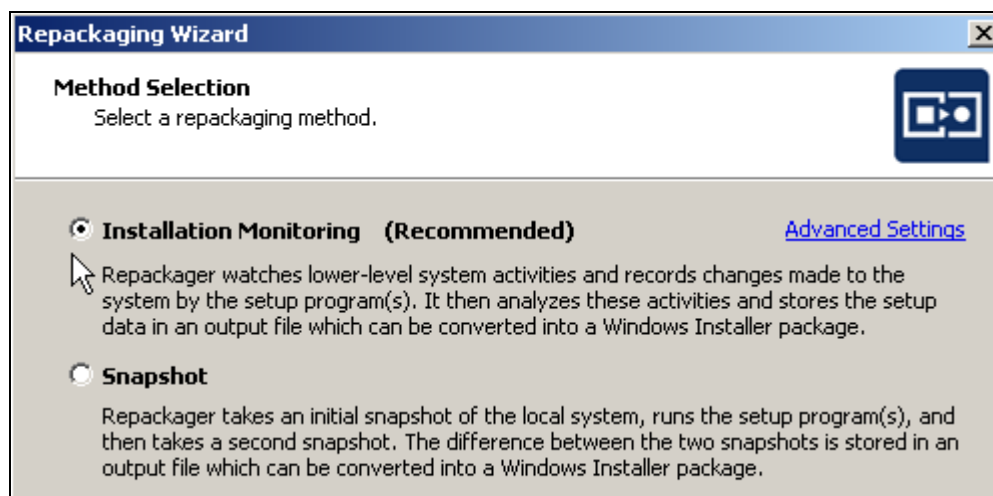 Repackaging Wizard
Method Selection
Select a repackaging method.
Installation Monitoring (Recommended) Advanced Settings
Repackager watches lower-level system activities and records changes made to the
system by the setup program(s). It then analyzes these activities and stores the setup
data in an output file which can be converted into a Windows Installer package.
Snapshot
Repackager takes an initial snapshot of the local system, runs the setup program(s), and
then takes a second snapshot. The difference between the two snapshots is stored in an
output file which can be converted into a Windows Installer package.